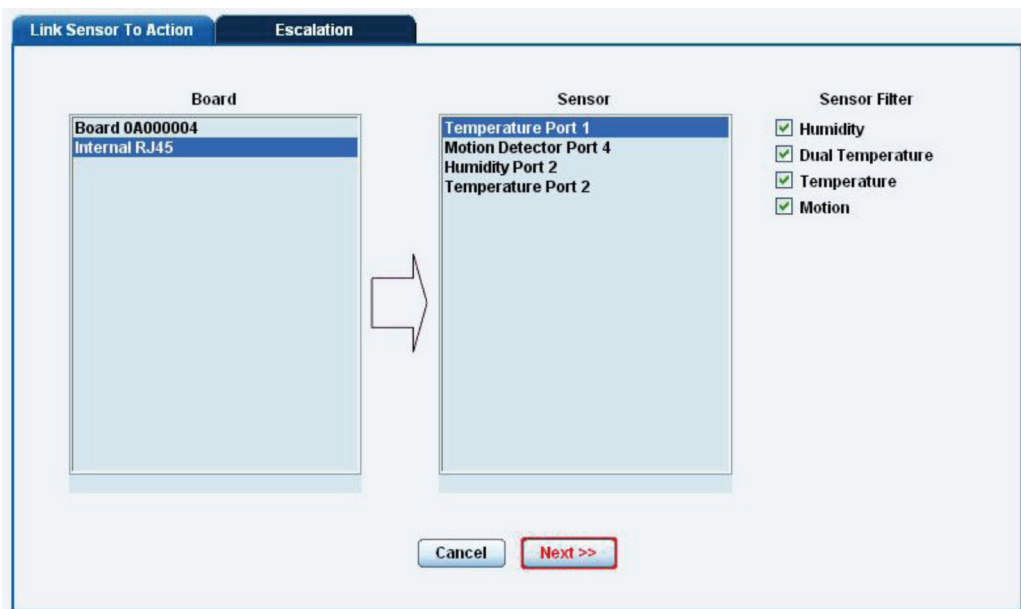 Link Sensor To Action
Escalation
Board
Board 0A000004
Internal RJ45
Sensor
Temperature Port 1
Motion Detector Port 4
Humidity Port 2
Temperature Port 2
Sensor Filter
Humidity
Dual Temperature
Temperature
Motion
Cancel
Next >>